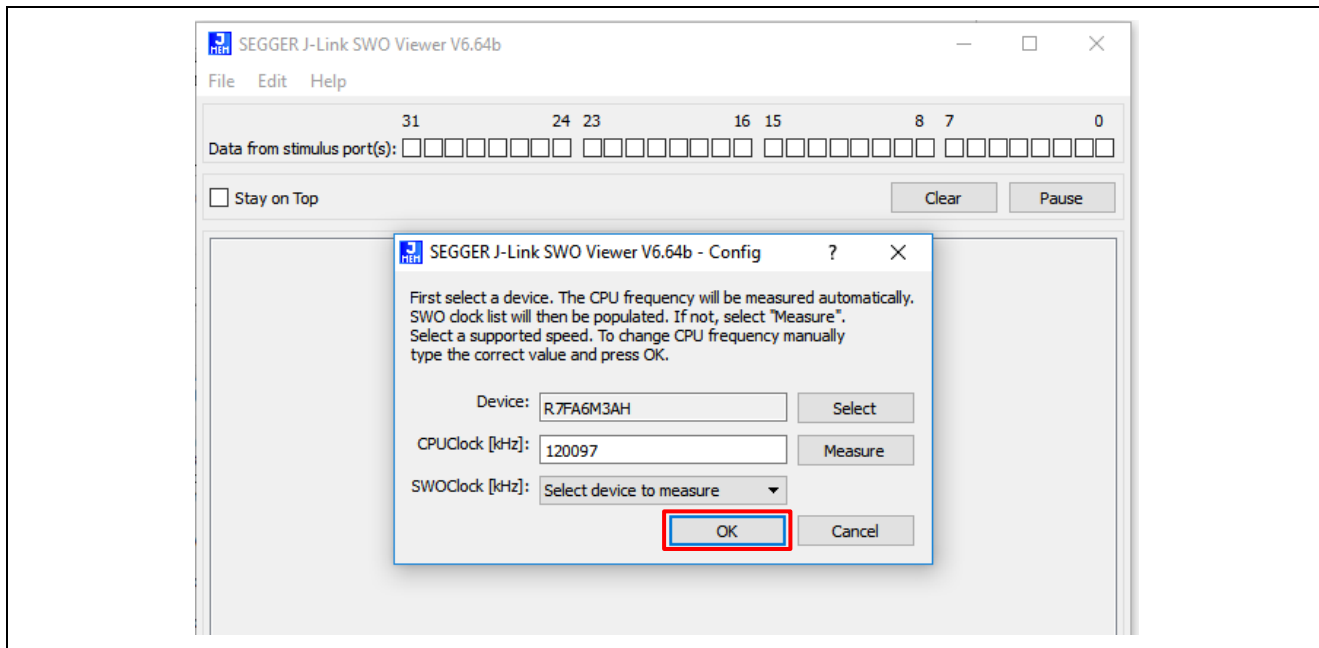 SEGGER J-Link SWO Viewer V6.64b
File Edit Help
31 24 23 16 15 8 7 0
Data from stimulus port(s):
Stay on Top Clear Pause
SEGGER J-Link SWO Viewer V6.64b - Config ?
First select a device. The CPU frequency will be measured automatically.
SWO clock list will then be populated. If not, select "Measure".
Select a supported speed. To change CPU frequency manually
type the correct value and press OK.
Device: R7FA6M3AH Select
CPUClock [kHz]: 120097 Measure
SWOClock [kHz]: Select device to measure
OK Cancel